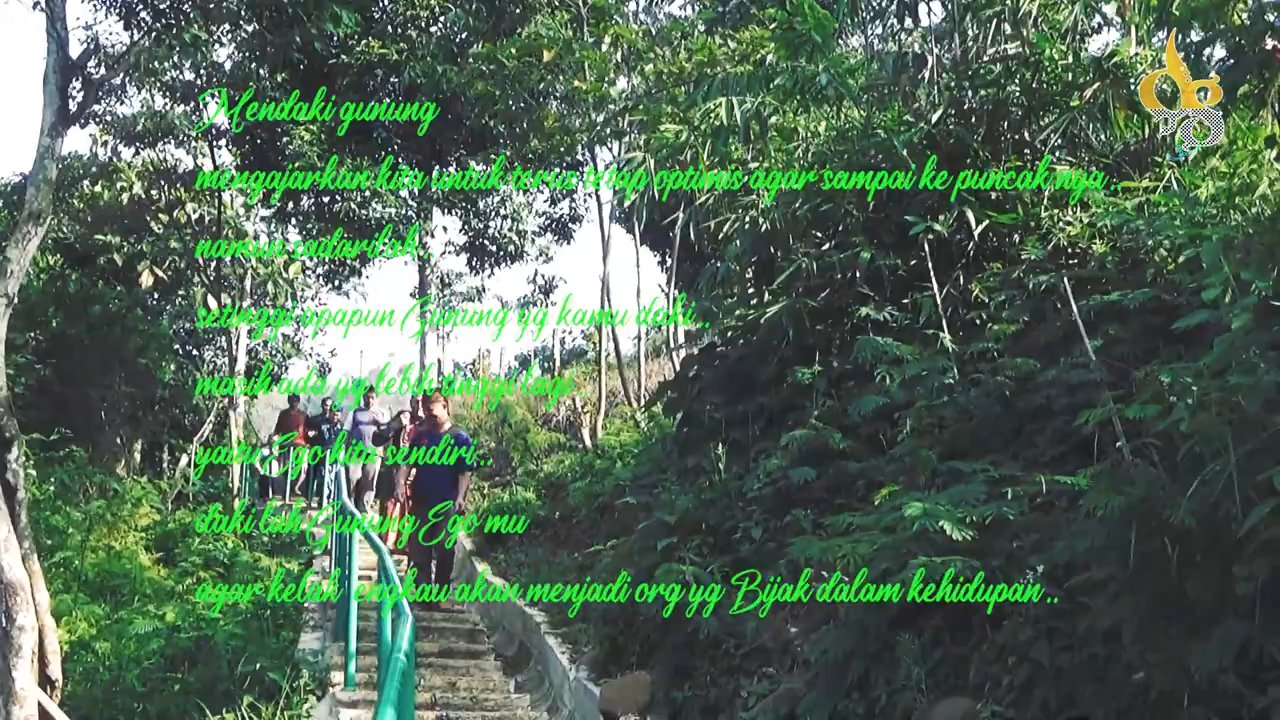 Mendaki gunung
mengajarkan kita untuk terus tetap optimis agar sampai ke puncak nya ..
namun sadarilah .
setinggi apapun Gunung yg kamu daki ..
masih ada yg lebih tinggi lagi .
yaitu Ego kita sendiri ..
daki lah Gunung Ego mu
agar kelak engkau akan menjadi org yg Bijak dalam kehidupan ..